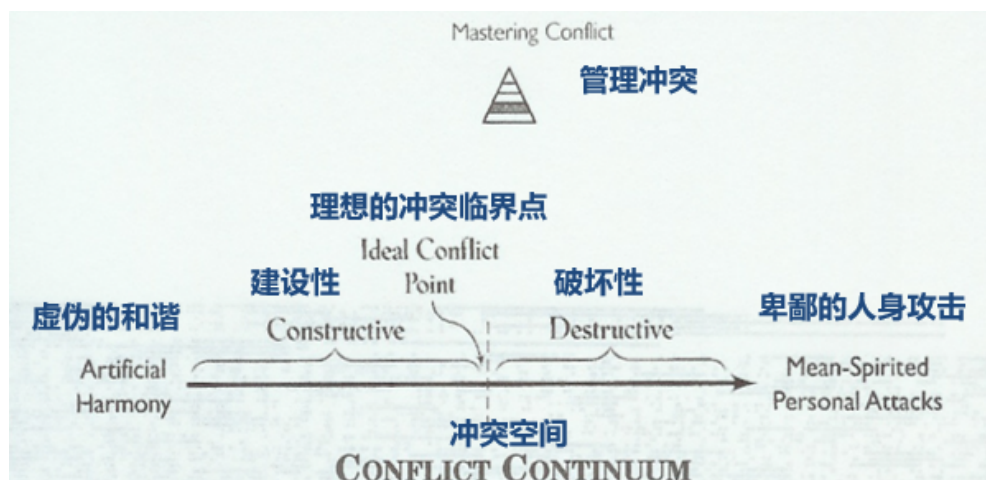 Mastering Conflict
管理冲突
理想的冲突临界点
Ideal Conflict
Point
建设性
破坏性
虚伪的和谐
卑鄙的人身攻击
Constructive
Destructive
Artificial
Harmony
Mean-Spirited
Personal Attacks
冲突空间
CONFLICT CONTINUUM